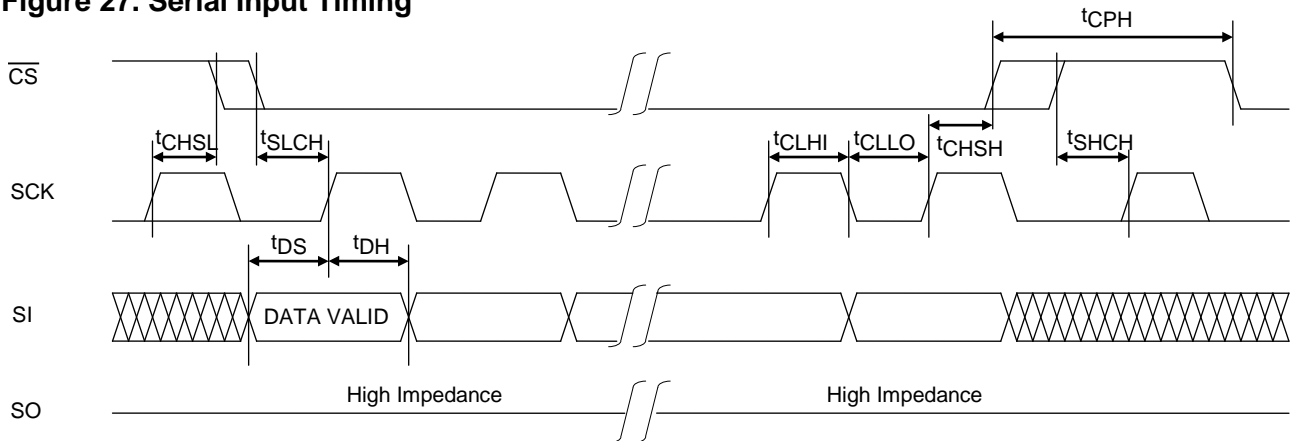 Figure 27. Serial Input Timing
tCPH
CS
tCHSL
tSLCH
tCLHI
tCLLO
tCHSH
tSHCH
SCK
tDS
tDH
SI
DATA VALID
High Impedance
High Impedance
SO